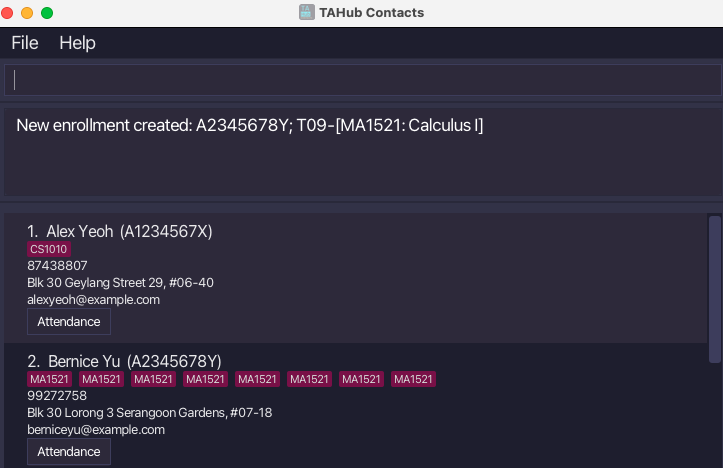 TAHub Contacts
File Help
New enrollment created: A2345678Y; T09-[MA1521: Calculus I]
1. Alex Yeoh (A1234567X)
CS1010
87438807
Blk 30 Geylang Street 29, #06-40
alexyeoh@example.com
Attendance
2. Bernice Yu (A2345678Y)
MA1521 MA1521 MA1521 MA1521 MA1521 MA1521 MA1521 MA1521
99272758
Blk 30 Lorong 3 Serangoon Gardens, #07-18
berniceyu@example.com
Attendance